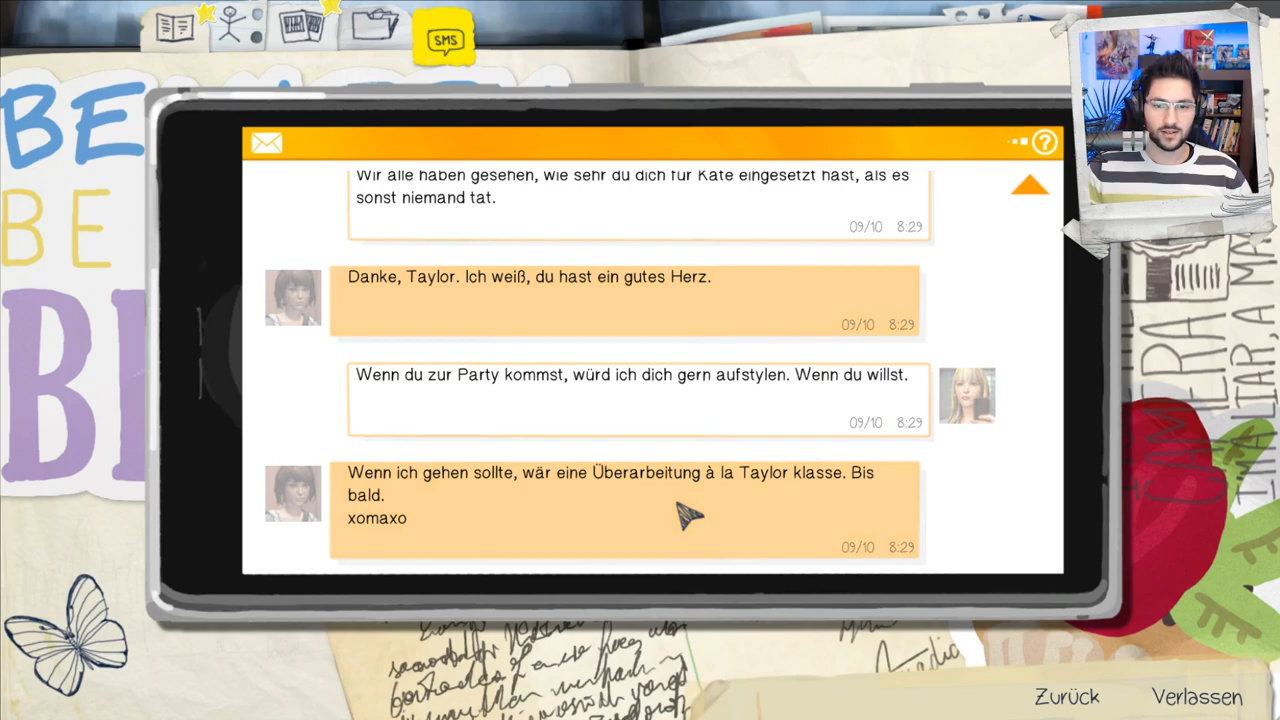 SMS
BE
BE
?
Wir alle haben gesehen, wie sehr du dich für Kate eingesetzt hast, als es
sonst niemand tat.
09/10 8:29
Danke, Taylor. Ich weiß, du hast ein gutes Herz.
09/10 8:29
Wenn du zur Party kommst, würd ich dich gern aufstylen. Wenn du willst.
09/10 8:29
Wenn ich gehen sollte, wär eine Überarbeitung à la Taylor klasse. Bis
bald.
xomaxo
09/10 8:29
CAMERA
Zurück Verlassen